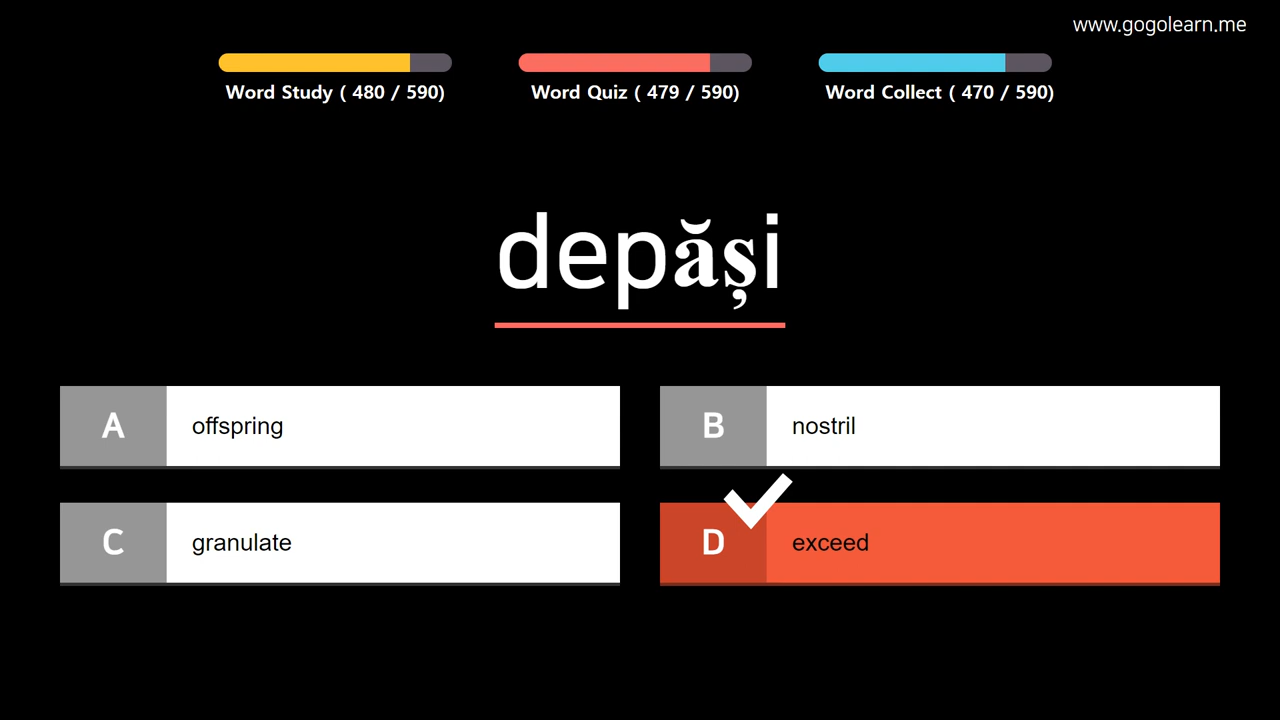 www.gogolearn.me
Word Study ( 480 / 590)
Word Quiz ( 479 / 590)
Word Collect ( 470 / 590)
depăși
A offspring
B nostril
C granulate
D exceed